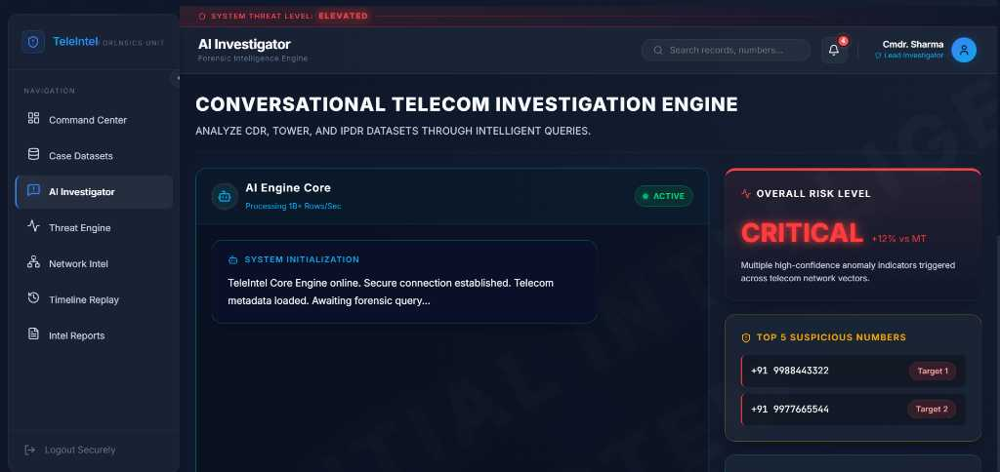 SYSTEM THREAT LEVEL: ELEVATED
TeleIntel FORENSICS UNIT
AI Investigator
Forensic Intelligence Engine
Search records, numbers...
4
Cmdr. Sharma
Lead Investigator
NAVIGATION
Command Center
Case Datasets
AI Investigator
Threat Engine
Network Intel
Timeline Replay
Intel Reports
Logout Securely
CONVERSATIONAL TELECOM INVESTIGATION ENGINE
ANALYZE CDR, TOWER, AND IPDR DATASETS THROUGH INTELLIGENT QUERIES.
AI Engine Core
Processing 1B+ Rows/Sec
ACTIVE
SYSTEM INITIALIZATION
TeleIntel Core Engine online. Secure connection established. Telecom
metadata loaded. Awaiting forensic query...
OVERALL RISK LEVEL
CRITICAL +12% vs MT
Multiple high-confidence anomaly indicators triggered
across telecom network vectors.
TOP 5 SUSPICIOUS NUMBERS
+91 9988443322 Target 1
+91 9977665544 Target 2